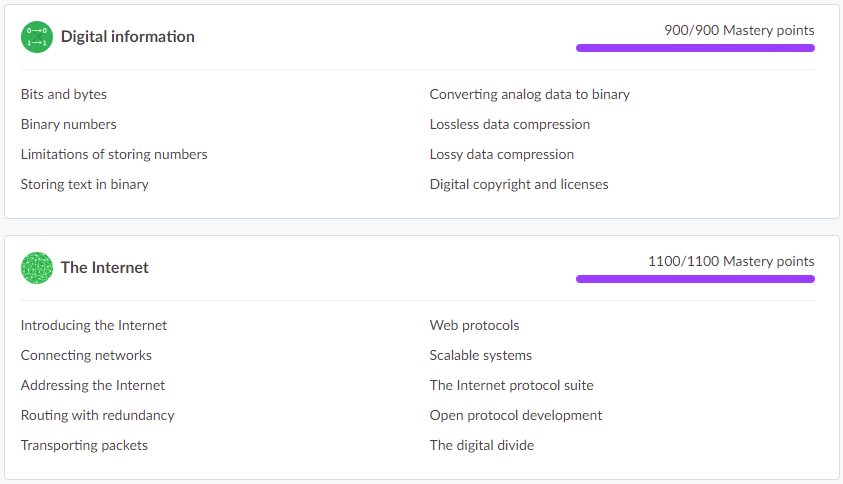 0→0
1→1
Digital information
900/900 Mastery points
Bits and bytes
Binary numbers
Limitations of storing numbers
Storing text in binary
Converting analog data to binary
Lossless data compression
Lossy data compression
Digital copyright and licenses
The Internet
1100/1100 Mastery points
Introducing the Internet
Connecting networks
Addressing the Internet
Routing with redundancy
Transporting packets
Web protocols
Scalable systems
The Internet protocol suite
Open protocol development
The digital divide